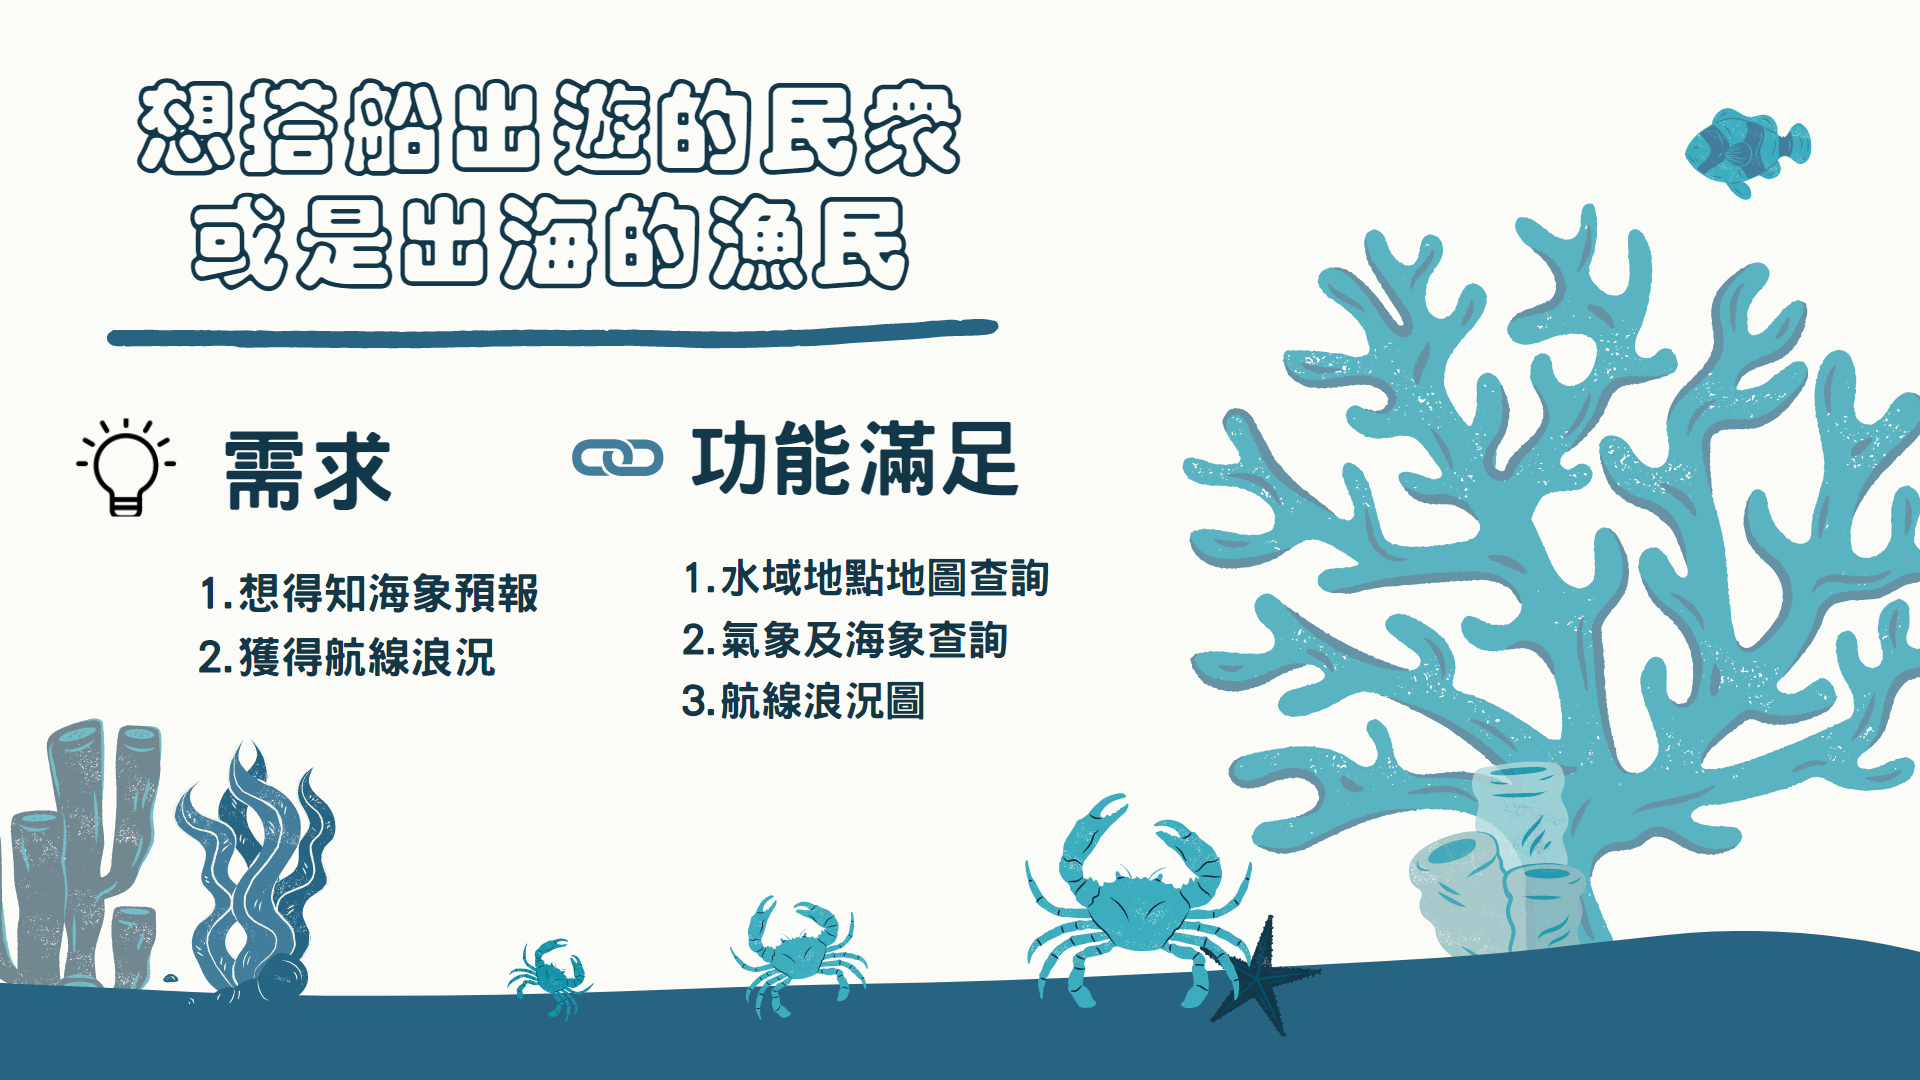 想搭船出遊的民眾
或是出海的漁民
需求
1.想得知海象預報
2.獲得航線浪況
功能滿足
1.水域地點地圖查詢
2.氣象及海象查詢
3.航線浪況圖